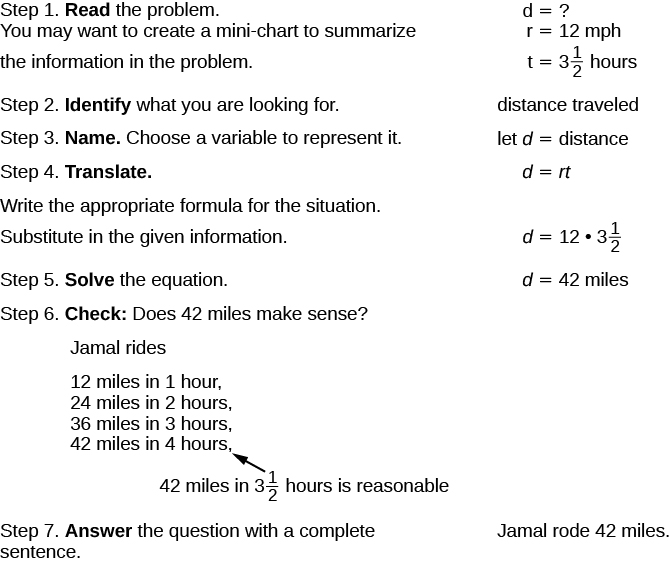 Step 1. Read the problem. d = ?
You may want to create a mini-chart to summarize r = 12 mph
the information in the problem. t = 3 1/2 hours
Step 2. Identify what you are looking for. distance traveled
Step 3. Name. Choose a variable to represent it. let d = distance
Step 4. Translate. d = rt
Write the appropriate formula for the situation.
Substitute in the given information. d = 12 • 3 1/2
Step 5. Solve the equation. d = 42 miles
Step 6. Check: Does 42 miles make sense?
Jamal rides
12 miles in 1 hour,
24 miles in 2 hours,
36 miles in 3 hours,
42 miles in 4 hours,
42 miles in 3 1/2 hours is reasonable
Step 7. Answer the question with a complete Jamal rode 42 miles.
sentence.